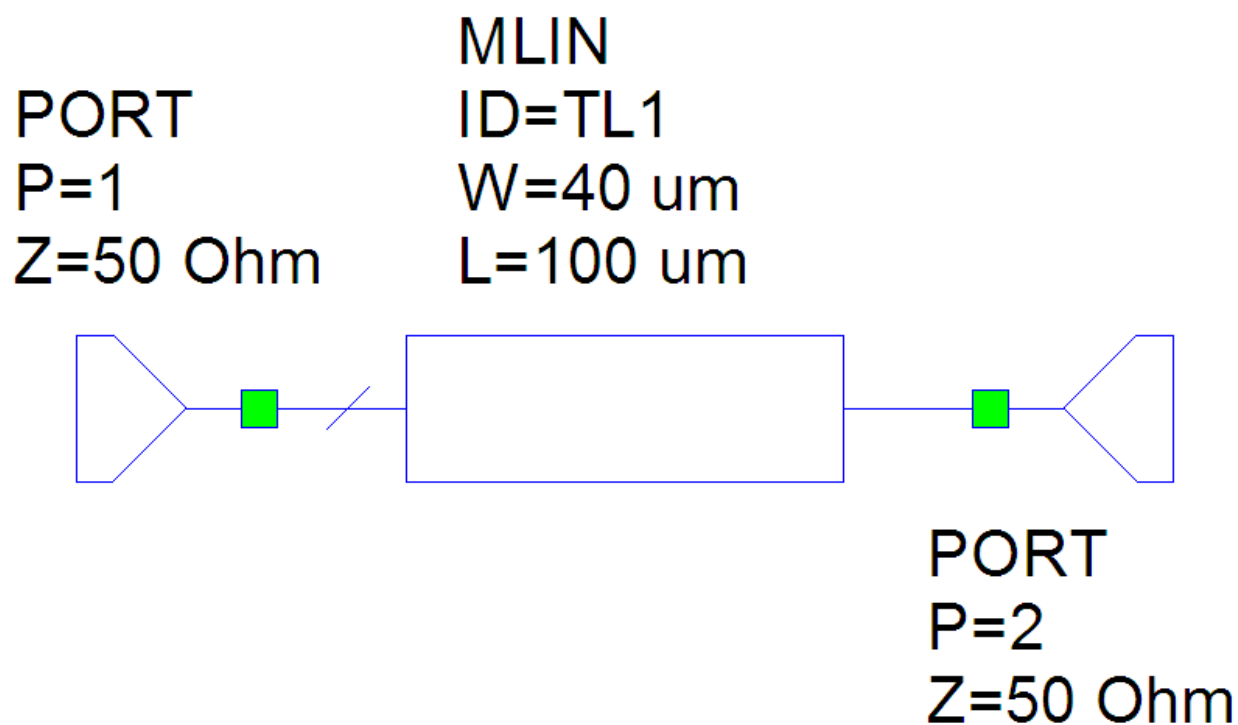 PORT
P=1
Z=50 Ohm
MLIN
ID=TL1
W=40 um
L=100 um
PORT
P=2
Z=50 Ohm